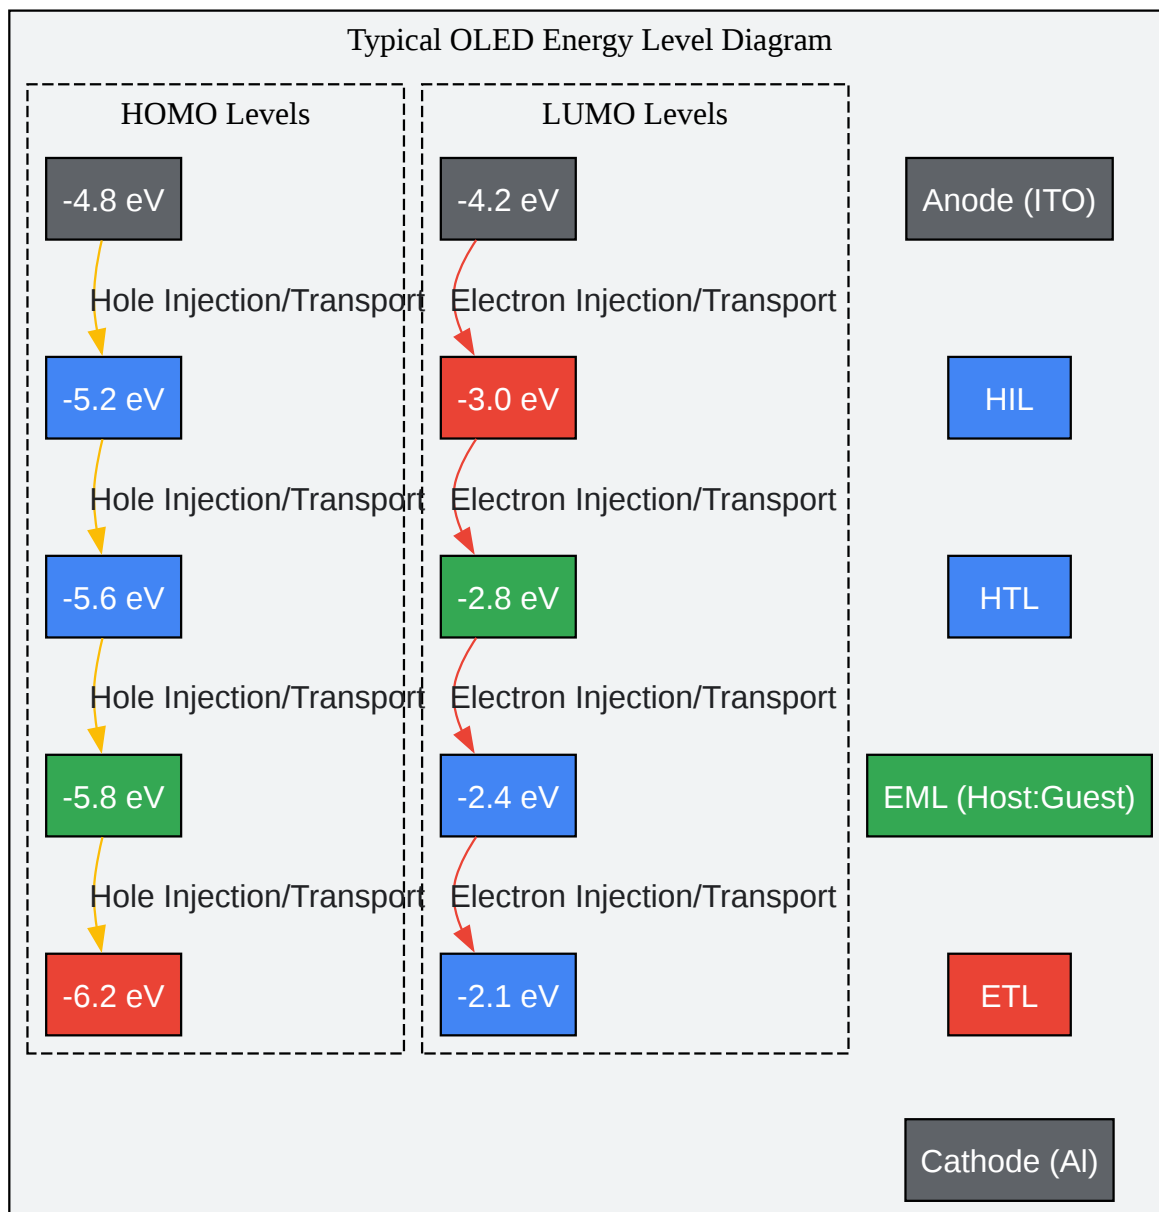 Typical OLED Energy Level Diagram
HOMO Levels
LUMO Levels
-4.8 eV
-4.2 eV
Anode (ITO)
Hole Injection/Transport
Electron Injection/Transport
-5.2 eV
-3.0 eV
HIL
Hole Injection/Transport
Electron Injection/Transport
-5.6 eV
-2.8 eV
HTL
Hole Injection/Transport
Electron Injection/Transport
-5.8 eV
-2.4 eV
EML (Host:Guest)
Hole Injection/Transport
Electron Injection/Transport
-6.2 eV
-2.1 eV
ETL
Cathode (Al)